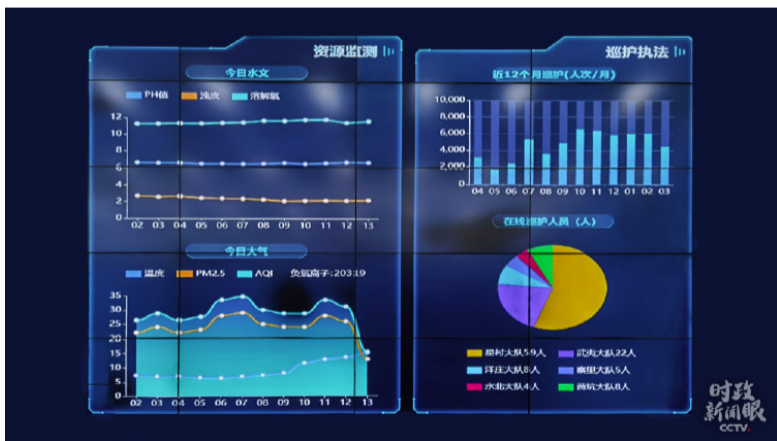 资源监测
今日水文
PH值 浊度 溶解氧
12
10
8
6
4
2
0
02 03 04 05 06 07 08 09 10 11 12 13
今日大气
温度 PM2.5 AQI 负氧离子:20319
35
30
25
20
15
10
5
0
02 03 04 05 06 07 08 09 10 11 12 13
巡护执法
近12个月巡护(人次/月)
10,000
8,000
6,000
4,000
2,000
0
04 05 06 07 08 09 10 11 12 01 02 03
在线巡护人员(人)
星村大队59人 武夷大队22人
洋庄大队8人 寨里大队5人
水北大队4人 黄坑大队8人
时政
新闻眼
CCTV